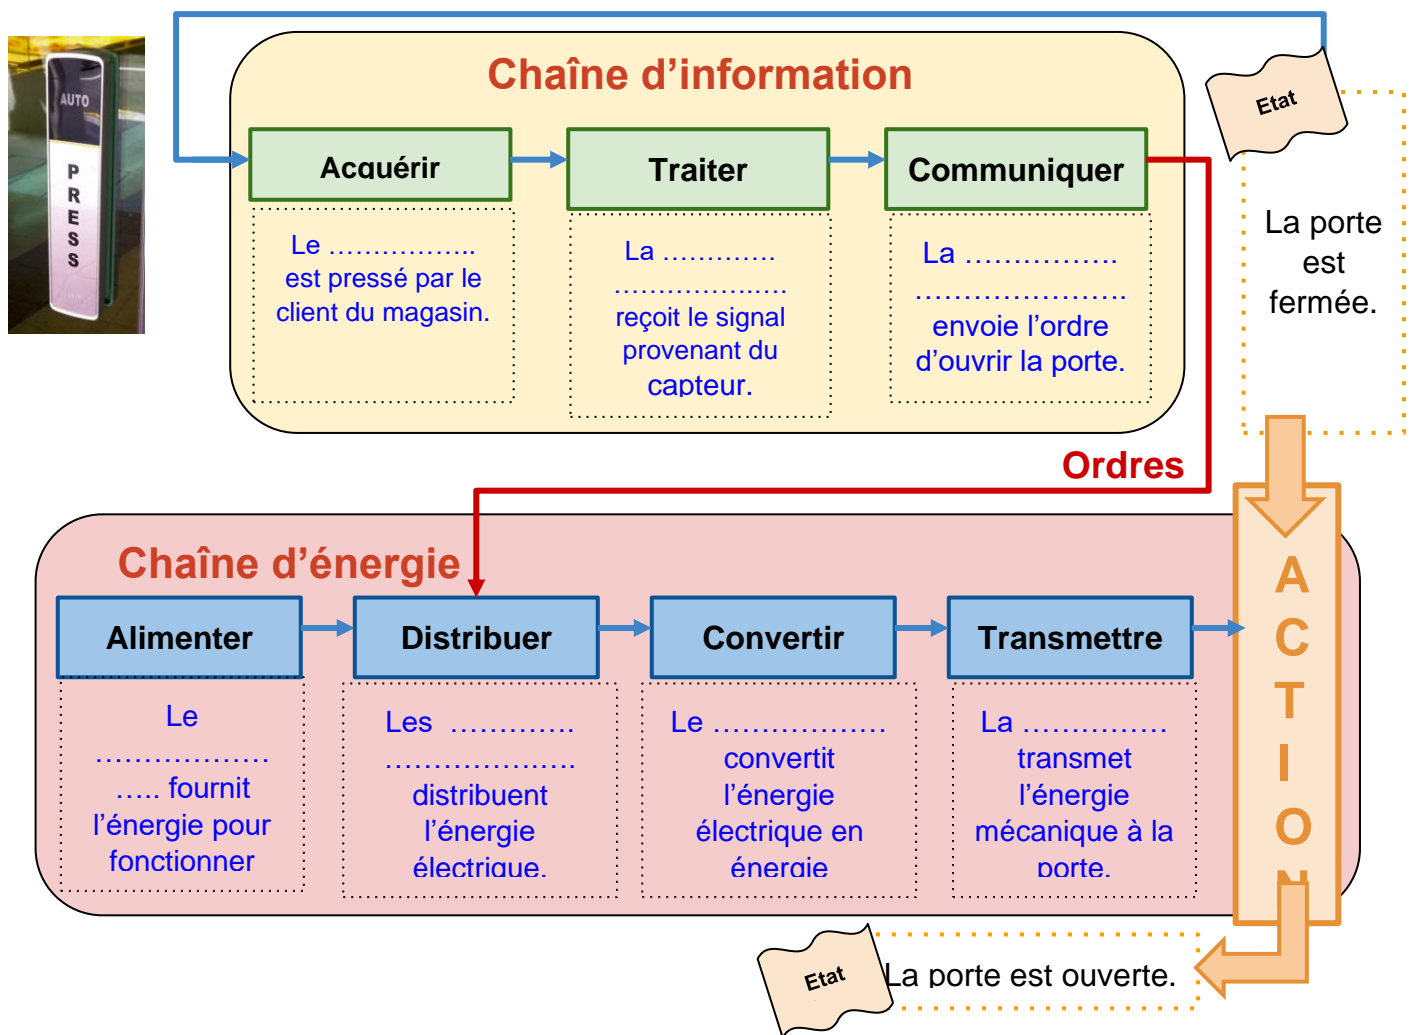 Chaîne d’information
Etat
AUTO
PRESS
Acquérir
Traiter
Communiquer
Le ……………..
est pressé par le
client du magasin.
La ………….
……………..….
reçoit le signal
provenant du
capteur.
La …………….
………………….
envoie l’ordre
d’ouvrir la porte.
La porte
est
fermée.
Ordres
Chaîne d’énergie
ACTION
Alimenter
Distribuer
Convertir
Transmettre
Le
………………
….. fournit
l’énergie pour
fonctionner
Les ………….
……………..….
distribuent
l’énergie
électrique.
Le ………………
convertit
l’énergie
électrique en
énergie
La ……………
transmet
l’énergie
mécanique à la
porte.
Etat
La porte est ouverte.